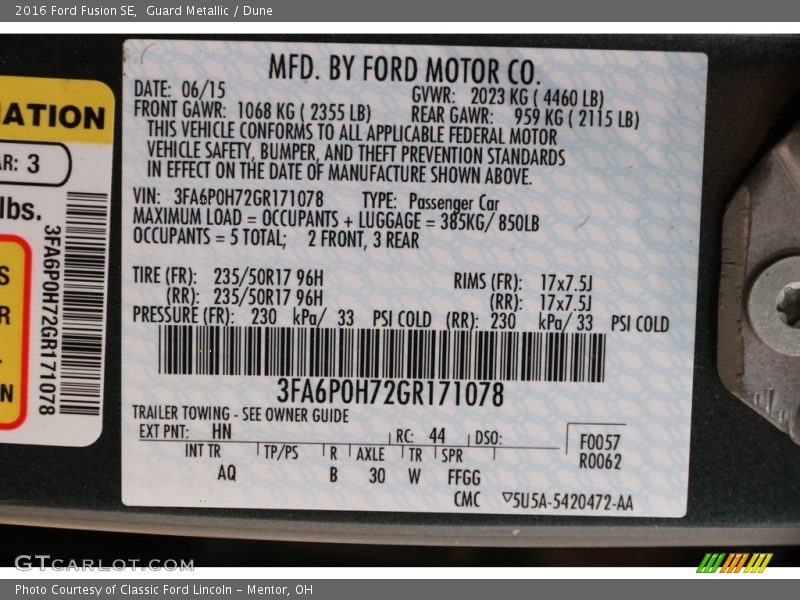 2016 Ford Fusion SE, Guard Metallic / Dune
MFD. BY FORD MOTOR CO.
DATE: 06/15 GVWR: 2023 KG ( 4460 LB)
FRONT GAWR: 1068 KG ( 2355 LB) REAR GAWR: 959 KG ( 2115 LB)
THIS VEHICLE CONFORMS TO ALL APPLICABLE FEDERAL MOTOR
VEHICLE SAFETY, BUMPER, AND THEFT PREVENTION STANDARDS
IN EFFECT ON THE DATE OF MANUFACTURE SHOWN ABOVE.
VIN: 3FA6P0H72GR171078 TYPE: Passenger Car
MAXIMUM LOAD = OCCUPANTS + LUGGAGE = 385KG/ 850LB
OCCUPANTS = 5 TOTAL; 2 FRONT, 3 REAR
TIRE (FR): 235/50R17 96H RIMS (FR): 17x7.5J
(RR): 235/50R17 96H (RR): 17x7.5J
PRESSURE (FR): 230 kPa/ 33 PSI COLD (RR): 230 kPa/ 33 PSI COLD
3FA6P0H72GR171078
TRAILER TOWING - SEE OWNER GUIDE
EXT PNT: HN RC: 44 DSO: F0057
INT TR TP/PS R AXLE TR SPR R0062
AQ B 30 W FFGG
CMC 5U5A-5420472-AA
ATION
AR: 3
lbs.
3FA6P0H72GR171078
S
R
N
GTCARLOT.COM
Photo Courtesy of Classic Ford Lincoln - Mentor, OH